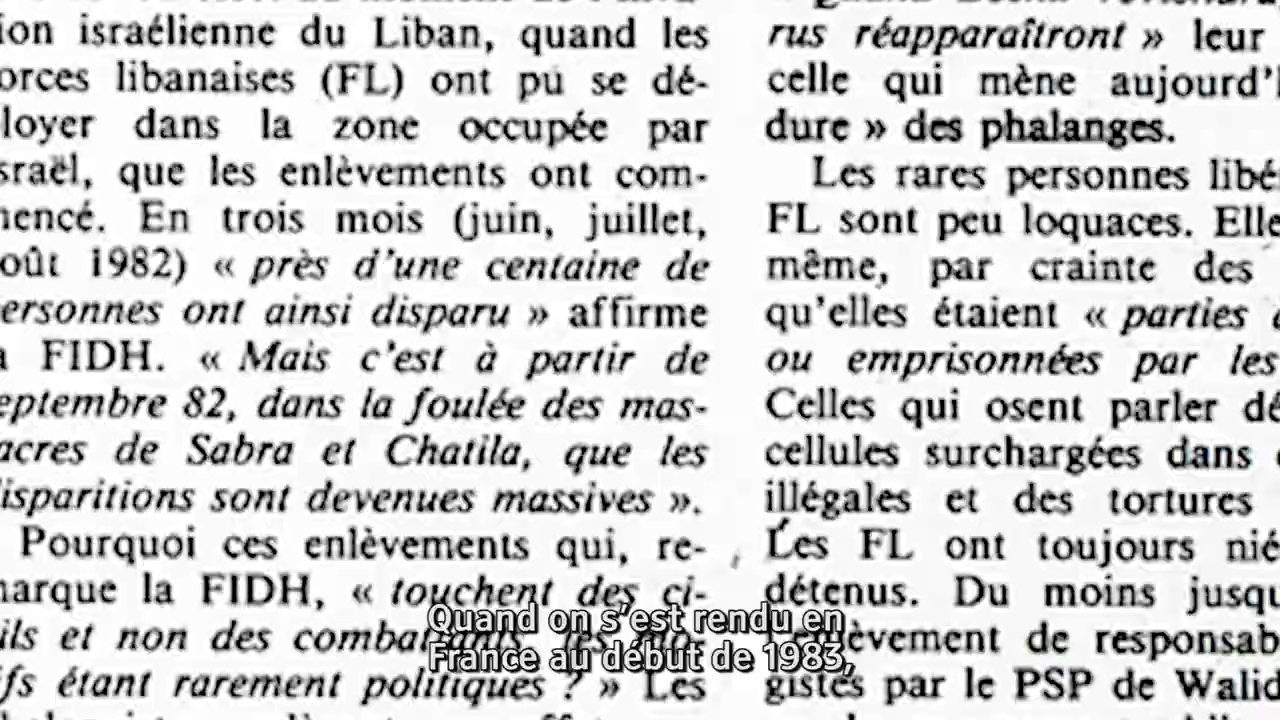 ion israélienne du Liban, quand les
orces libanaises (FL) ont pu se dé-
loyer dans la zone occupée par
sraël, que les enlèvements ont com-
encé. En trois mois (juin, juillet,
oût 1982) « près d'une centaine de
ersonnes ont ainsi disparu » affirme
a FIDH. « Mais c'est à partir de
eptembre 82, dans la foulée des mas-
acres de Sabra et Chatila, que les
isparitions sont devenues massives ».
Pourquoi ces enlèvements qui, re-
arque la FIDH, « touchent des ci-
ils et non des combattants, les
ifs étant rarement politiques ? » Les
rus réapparaîtront » leur
celle qui mène aujourd'h
dure » des phalanges.
Les rares personnes libé
FL sont peu loquaces. Elle
même, par crainte des
qu'elles étaient « parties
ou emprisonnées par les
Celles qui osent parler dé
cellules surchargées dans
illégales et des tortures
Les FL ont toujours nié
détenus. Du moins jusqu
enlèvement de responsab
gistes par le PSP de Walid
Quand on s'est rendu en
France au début de 1983,